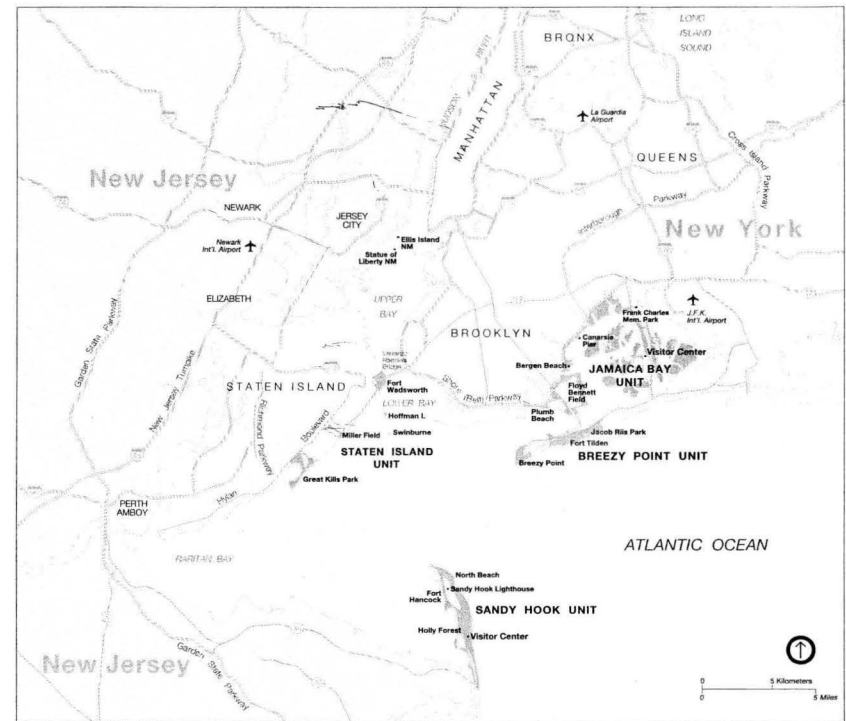 LONG
ISLAND
SOUND
BRONX
HUDSON
RIVER
MANHATTAN
La Guardia
Airport
QUEENS
Cross Island
Parkway
Interborough
Parkway
New Jersey
New York
NEWARK
JERSEY
CITY
Newark
Int'l. Airport
Ellis Island
NM
Statue of
Liberty NM
ELIZABETH
UPPER
BAY
Garden State Parkway
New Jersey Turnpike
BROOKLYN
Frank Charles
Mem. Park
J.F.K.
Int'l. Airport
Canarsie
Pier
Visitor Center
Bergen Beach
JAMAICA BAY
UNIT
STATEN ISLAND
Fort
Wadsworth
LOWER BAY
Shore
Parkway
Floyd
Bennett
Field
Plumb
Beach
Hoffman I.
Swinburne
Miller Field
Richmond Parkway
Hylan
Boulevard
STATEN ISLAND
UNIT
Great Kills Park
Jacob Riis Park
Fort Tilden
Breezy Point
BREEZY POINT UNIT
PERTH
AMBOY
RARITAN BAY
ATLANTIC OCEAN
North Beach
Sandy Hook Lighthouse
Fort
Hancock
SANDY HOOK UNIT
Holly Forest
Visitor Center
New Jersey
Garden State
Parkway
0
5 Kilometers
0
5 Miles